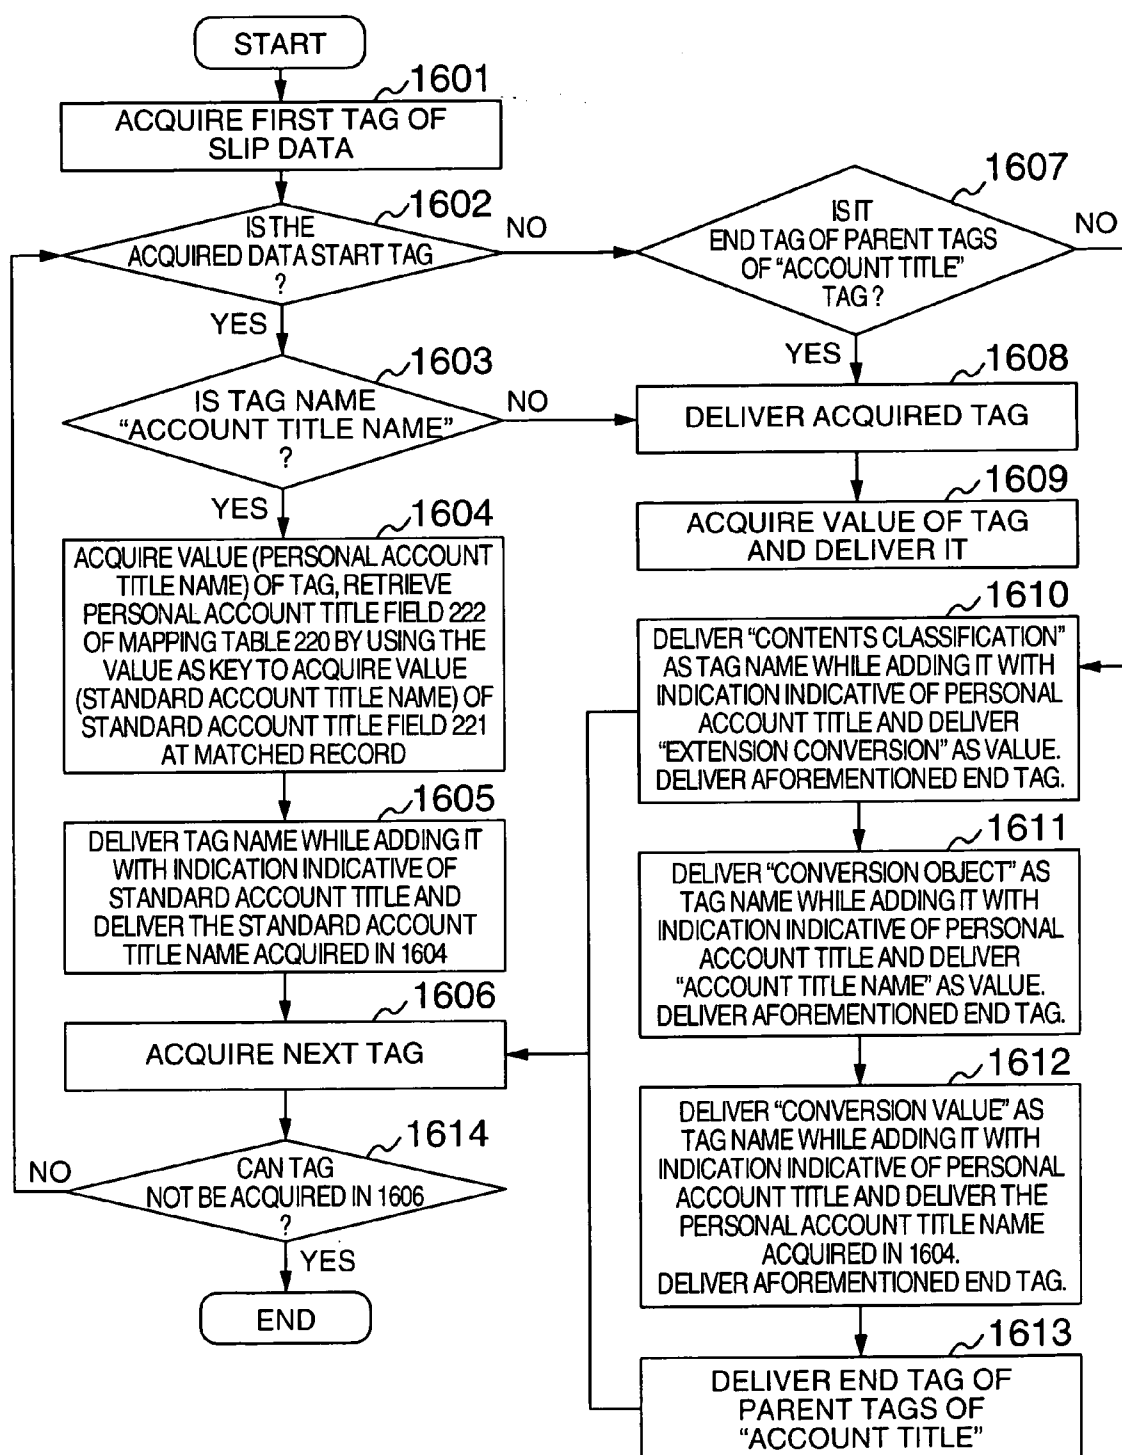 START
1601
ACQUIRE FIRST TAG OF
SLIP DATA
1602
IS THE
ACQUIRED DATA START TAG
?
NO
YES
1603
IS TAG NAME
“ACCOUNT TITLE NAME”
?
NO
YES
1604
ACQUIRE VALUE (PERSONAL ACCOUNT
TITLE NAME) OF TAG, RETRIEVE
PERSONAL ACCOUNT TITLE FIELD 222
OF MAPPING TABLE 220 BY USING THE
VALUE AS KEY TO ACQUIRE VALUE
(STANDARD ACCOUNT TITLE NAME) OF
STANDARD ACCOUNT TITLE FIELD 221
AT MATCHED RECORD
1605
DELIVER TAG NAME WHILE ADDING IT
WITH INDICATION INDICATIVE OF
STANDARD ACCOUNT TITLE AND
DELIVER THE STANDARD ACCOUNT
TITLE NAME ACQUIRED IN 1604
1606
ACQUIRE NEXT TAG
1614
NO
CAN TAG
NOT BE ACQUIRED IN 1606
?
YES
END
1607
IS IT
END TAG OF PARENT TAGS
OF “ACCOUNT TITLE”
TAG ?
NO
YES
1608
DELIVER ACQUIRED TAG
1609
ACQUIRE VALUE OF TAG
AND DELIVER IT
1610
DELIVER “CONTENTS CLASSIFICATION”
AS TAG NAME WHILE ADDING IT WITH
INDICATION INDICATIVE OF PERSONAL
ACCOUNT TITLE AND DELIVER
“EXTENSION CONVERSION” AS VALUE.
DELIVER AFOREMENTIONED END TAG.
1611
DELIVER “CONVERSION OBJECT” AS
TAG NAME WHILE ADDING IT WITH
INDICATION INDICATIVE OF PERSONAL
ACCOUNT TITLE AND DELIVER
“ACCOUNT TITLE NAME” AS VALUE.
DELIVER AFOREMENTIONED END TAG.
1612
DELIVER “CONVERSION VALUE” AS
TAG NAME WHILE ADDING IT WITH
INDICATION INDICATIVE OF PERSONAL
ACCOUNT TITLE AND DELIVER THE
PERSONAL ACCOUNT TITLE NAME
ACQUIRED IN 1604.
DELIVER AFOREMENTIONED END TAG.
1613
DELIVER END TAG OF
PARENT TAGS OF
“ACCOUNT TITLE”